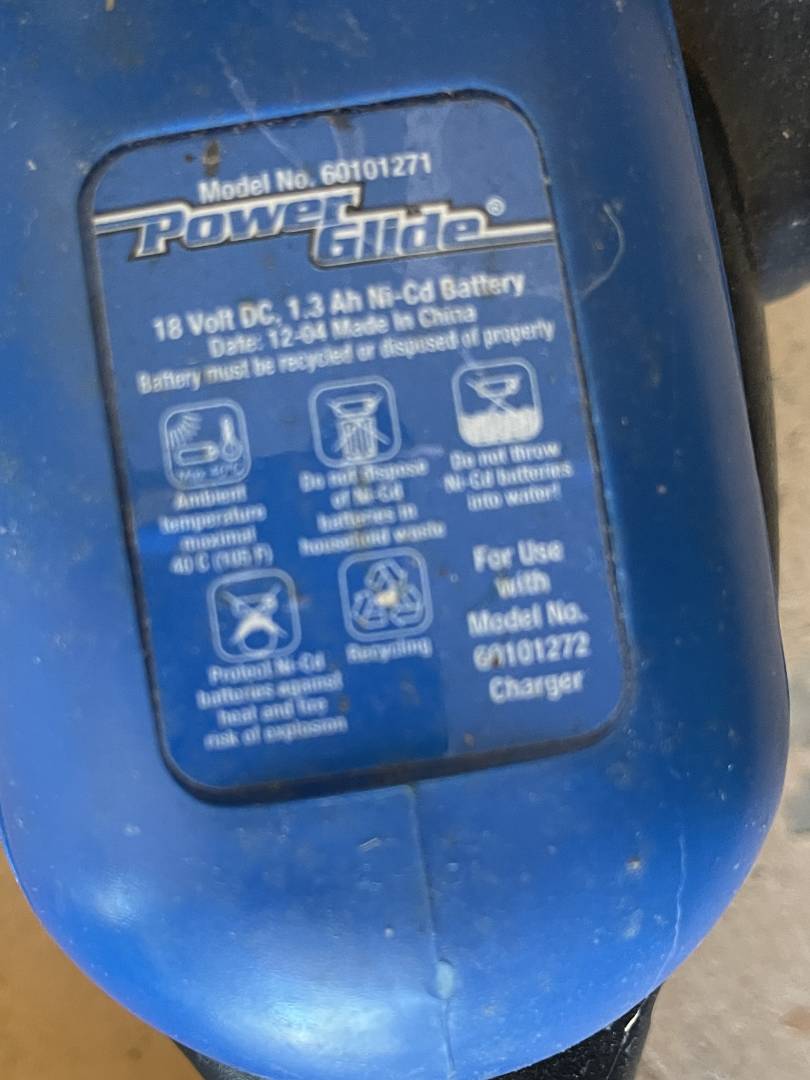 Model No. 60101271
Power Glide®
18 Volt DC, 1.3 Ah Ni-Cd Battery
Date: 12-04 Made In China
Battery must be recycled or disposed of properly
Ambient
temperature
maximal
40 C (105 F)
Do not dispose
of Ni-Cd
batteries in
household waste
Do not throw
Ni-Cd batteries
into water!
Protect Ni-Cd
batteries against
heat and fire
risk of explosion
Recycling
For Use
with
Model No.
60101272
Charger